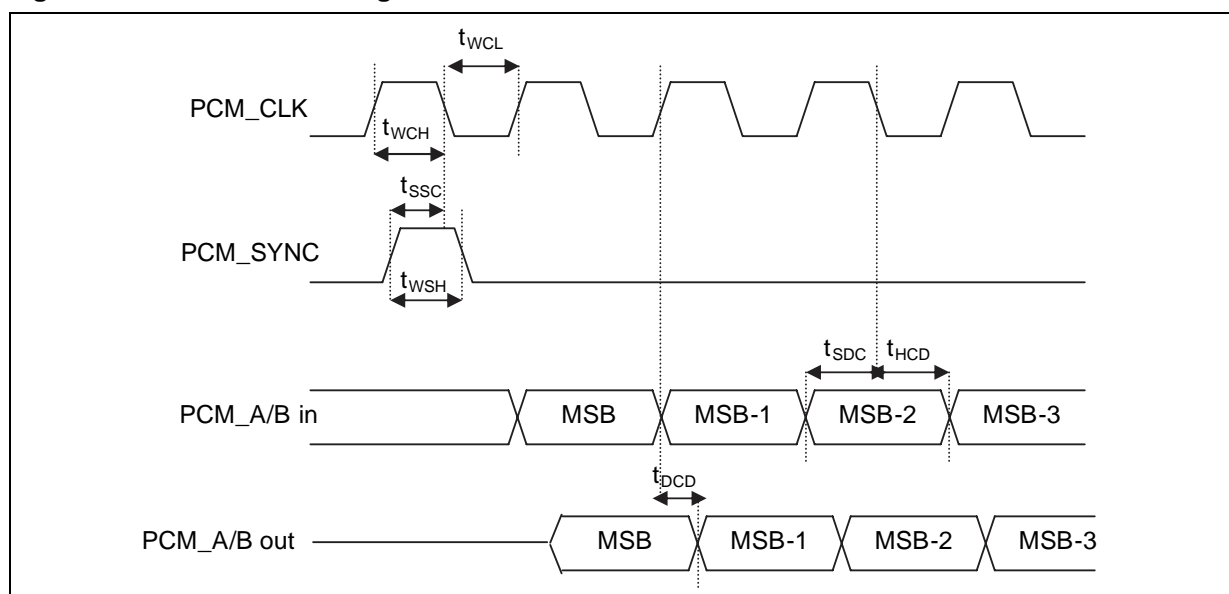 tWCL
PCM_CLK
tWCH
tSSC
PCM_SYNC
tWSH
tSDC tHCD
PCM_A/B in MSB MSB-1 MSB-2 MSB-3
tDCD
PCM_A/B out MSB MSB-1 MSB-2 MSB-3